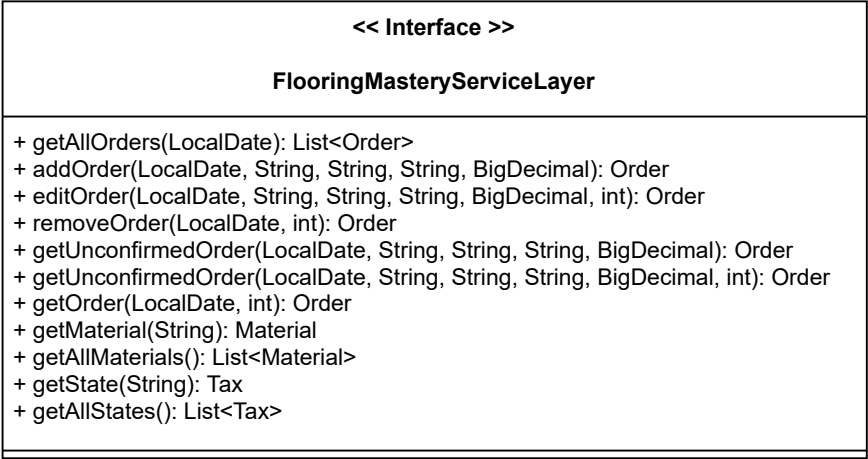 << Interface >>
FlooringMasteryServiceLayer
+ getAllOrders(LocalDate): List<Order>
+ addOrder(LocalDate, String, String, String, BigDecimal): Order
+ editOrder(LocalDate, String, String, String, BigDecimal, int): Order
+ removeOrder(LocalDate, int): Order
+ getUnconfirmedOrder(LocalDate, String, String, String, BigDecimal): Order
+ getUnconfirmedOrder(LocalDate, String, String, String, BigDecimal, int): Order
+ getOrder(LocalDate, int): Order
+ getMaterial(String): Material
+ getAllMaterials(): List<Material>
+ getState(String): Tax
+ getAllStates(): List<Tax>